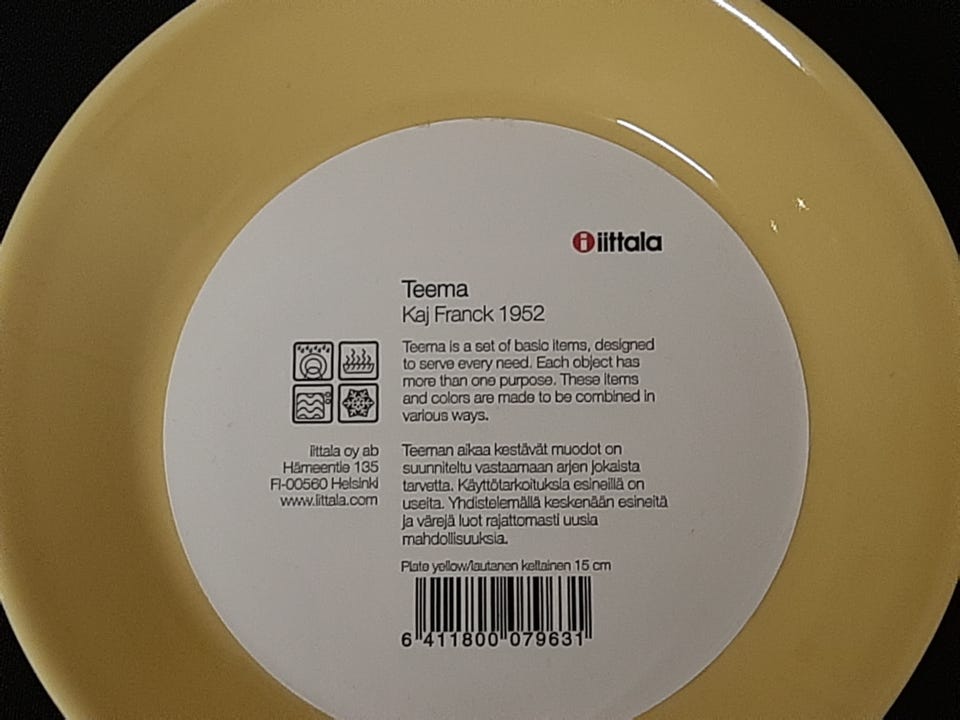 iittala
Teema
Kaj Franck 1952
Teema is a set of basic items, designed
to serve every need. Each object has
more than one purpose. These items
and colors are made to be combined in
various ways.
iittala oy ab
Hämeentie 135
FI-00560 Helsinki
www.iittala.com
Teeman aikaa kestävät muodot on
suunniteltu vastaamaan arjen jokaista
tarvetta. Käyttötarkoituksia esineillä on
useita. Yhdistelemällä keskenään esineitä
ja värejä luot rajattomasti uusia
mahdollisuuksia.
Plate yellow/lautanen keltainen 15 cm
6 411800 079631